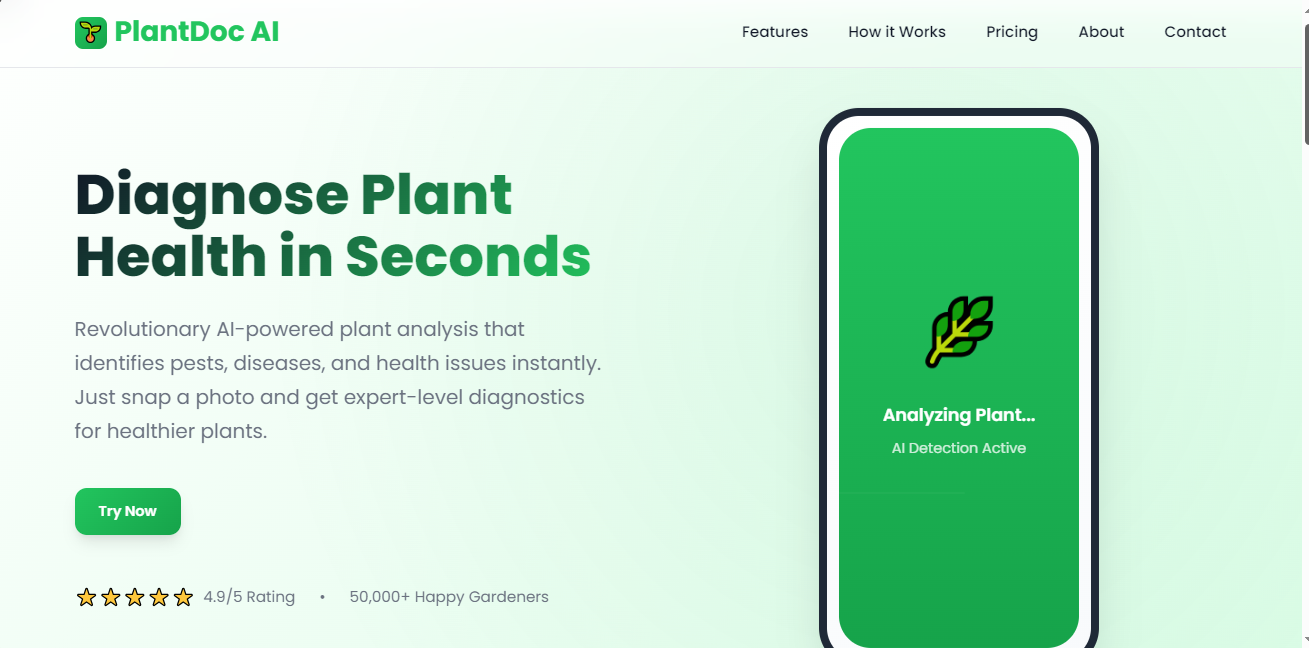 PlantDoc AI
Features How it Works Pricing About Contact
Diagnose Plant
Health in Seconds
Revolutionary AI-powered plant analysis that
identifies pests, diseases, and health issues instantly.
Just snap a photo and get expert-level diagnostics
for healthier plants.
Try Now
4.9/5 Rating • 50,000+ Happy Gardeners
Analyzing Plant...
AI Detection Active